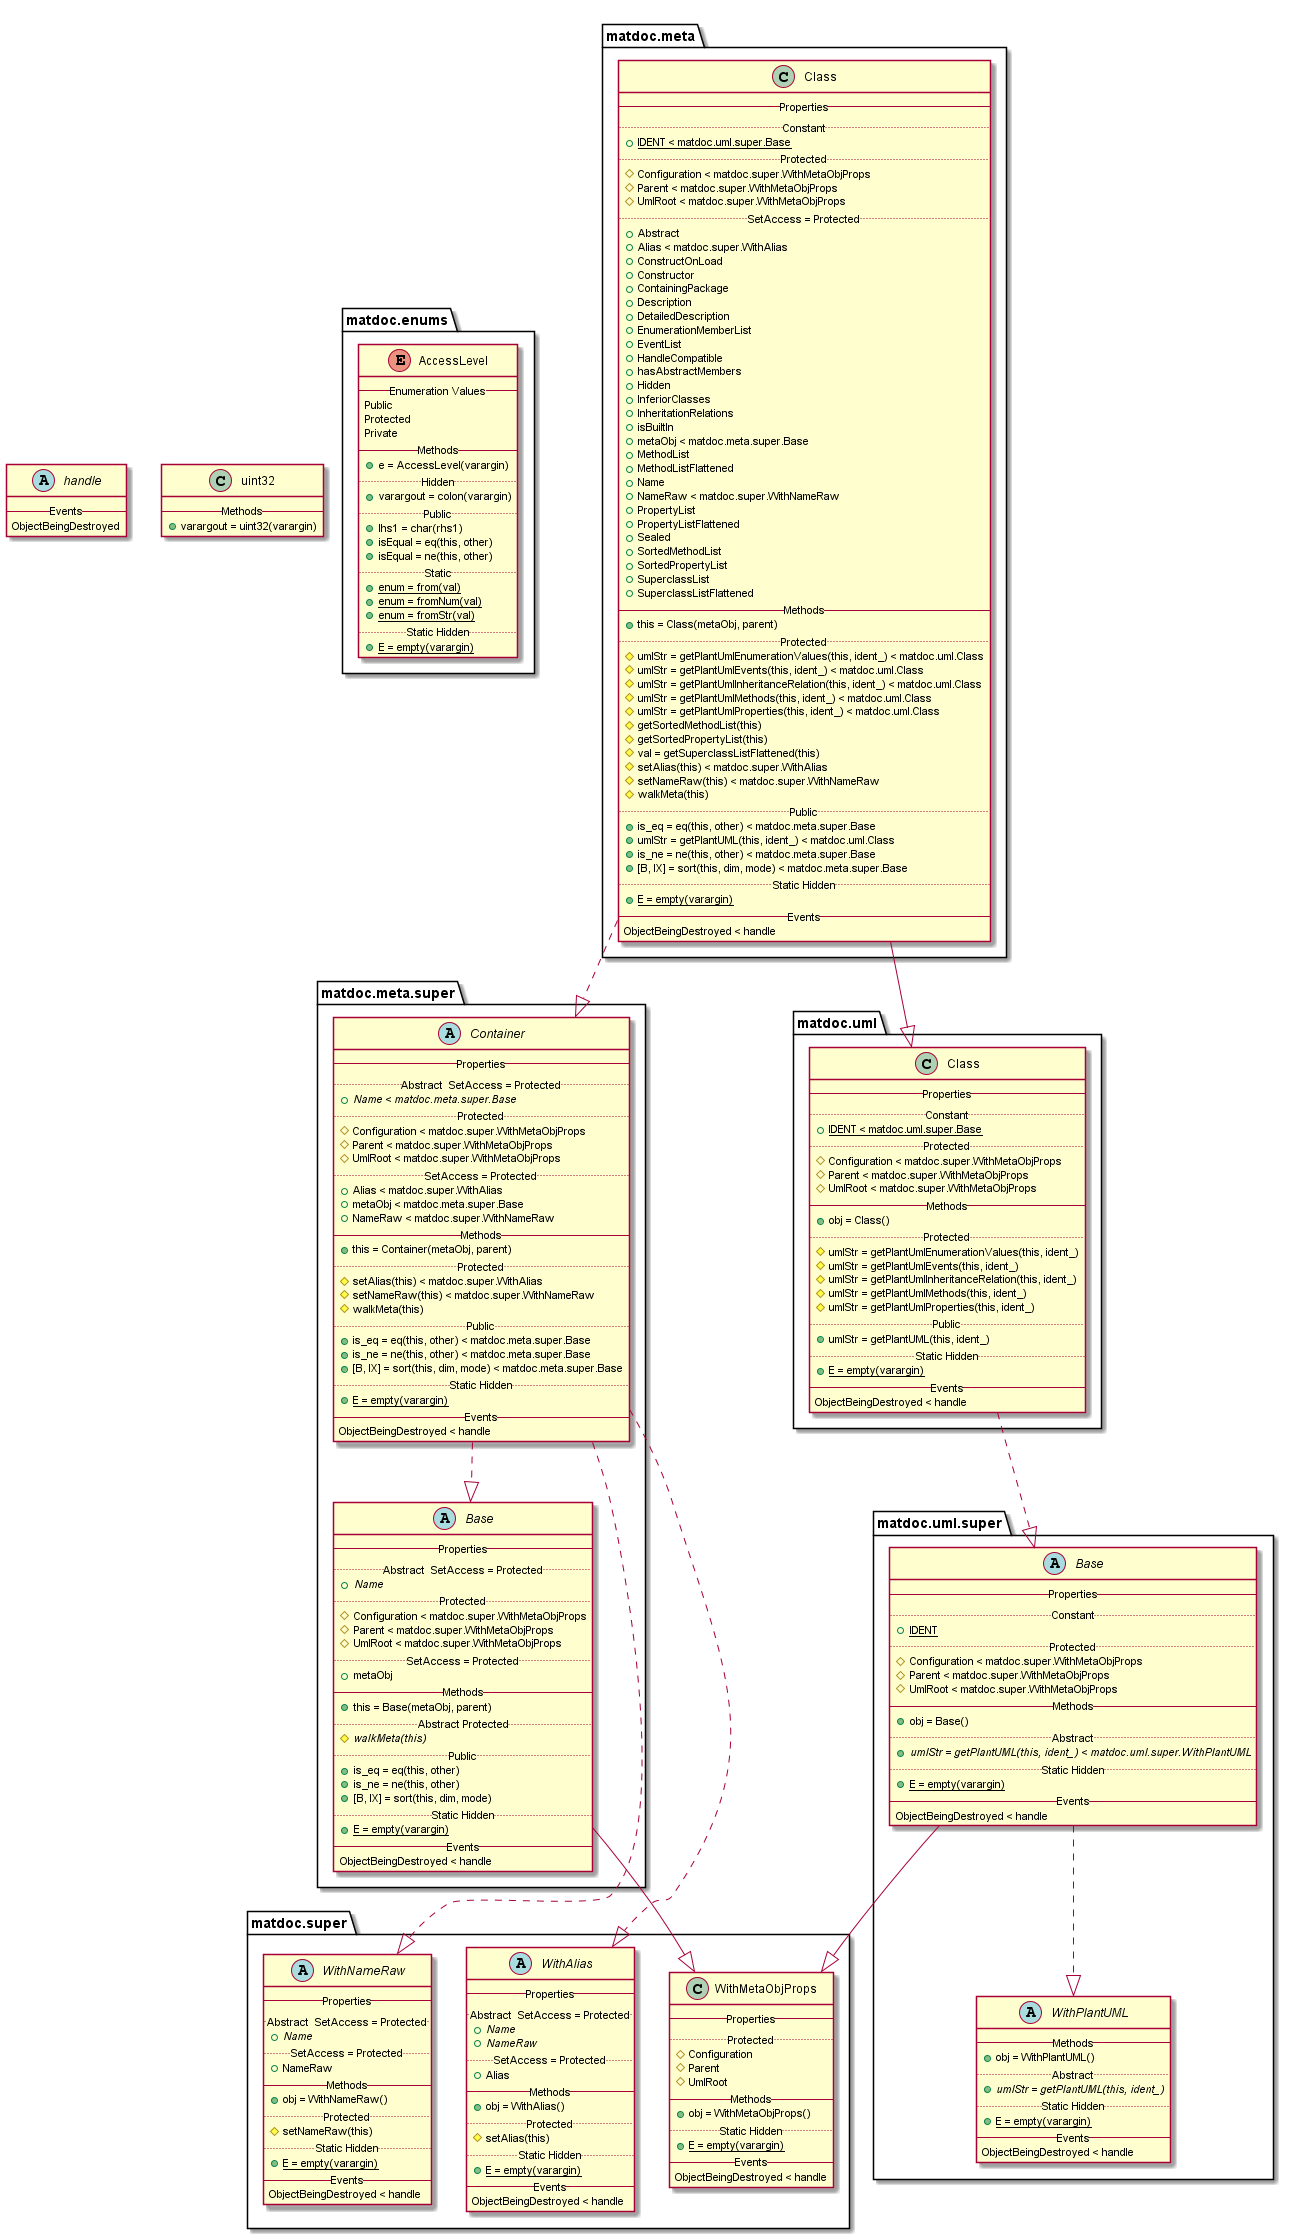 matdoc.meta
C Class
Properties
Constant
IDENT < matdoc.uml.super.Base
Protected
Configuration < matdoc.super.WithMetaObjProps
Parent < matdoc.super.WithMetaObjProps
UmlRoot < matdoc.super.WithMetaObjProps
SetAccess = Protected
Abstract
Alias < matdoc.super.WithAlias
ConstructOnLoad
Constructor
ContainingPackage
Description
DetailedDescription
EnumerationMemberList
EventList
HandleCompatible
hasAbstractMembers
Hidden
InferiorClasses
InheritationRelations
isBuiltIn
metaObj < matdoc.meta.super.Base
MethodList
MethodListFlattened
Name
NameRaw < matdoc.super.WithNameRaw
PropertyList
PropertyListFlattened
Sealed
SortedMethodList
SortedPropertyList
SuperclassList
SuperclassListFlattened
Methods
this = Class(metaObj, parent)
Protected
umlStr = getPlantUmlEnumerationValues(this, ident_) < matdoc.uml.Class
umlStr = getPlantUmlEvents(this, ident_) < matdoc.uml.Class
umlStr = getPlantUmlInheritanceRelation(this, ident_) < matdoc.uml.Class
umlStr = getPlantUmlMethods(this, ident_) < matdoc.uml.Class
umlStr = getPlantUmlProperties(this, ident_) < matdoc.uml.Class
getSortedMethodList(this)
getSortedPropertyList(this)
val = getSuperclassListFlattened(this)
setAlias(this) < matdoc.super.WithAlias
setNameRaw(this) < matdoc.super.WithNameRaw
walkMeta(this)
Public
is_eq = eq(this, other) < matdoc.meta.super.Base
umlStr = getPlantUML(this, ident_) < matdoc.uml.Class
is_ne = ne(this, other) < matdoc.meta.super.Base
[B, IX] = sort(this, dim, mode) < matdoc.meta.super.Base
Static Hidden
E = empty(varargin)
Events
ObjectBeingDestroyed < handle
matdoc.enums
E AccessLevel
Enumeration Values
Public
Protected
Private
Methods
e = AccessLevel(varargin)
Hidden
varargout = colon(varargin)
Public
lhs1 = char(rhs1)
isEqual = eq(this, other)
isEqual = ne(this, other)
Static
enum = from(val)
enum = fromNum(val)
enum = fromStr(val)
Static Hidden
E = empty(varargin)
A handle
Events
ObjectBeingDestroyed
C uint32
Methods
varargout = uint32(varargin)
matdoc.meta.super
A Container
Properties
Abstract SetAccess = Protected
Name < matdoc.meta.super.Base
Protected
Configuration < matdoc.super.WithMetaObjProps
Parent < matdoc.super.WithMetaObjProps
UmlRoot < matdoc.super.WithMetaObjProps
SetAccess = Protected
Alias < matdoc.super.WithAlias
metaObj < matdoc.meta.super.Base
NameRaw < matdoc.super.WithNameRaw
Methods
this = Container(metaObj, parent)
Protected
setAlias(this) < matdoc.super.WithAlias
setNameRaw(this) < matdoc.super.WithNameRaw
walkMeta(this)
Public
is_eq = eq(this, other) < matdoc.meta.super.Base
is_ne = ne(this, other) < matdoc.meta.super.Base
[B, IX] = sort(this, dim, mode) < matdoc.meta.super.Base
Static Hidden
E = empty(varargin)
Events
ObjectBeingDestroyed < handle
A Base
Properties
Abstract SetAccess = Protected
Name
Protected
Configuration < matdoc.super.WithMetaObjProps
Parent < matdoc.super.WithMetaObjProps
UmlRoot < matdoc.super.WithMetaObjProps
SetAccess = Protected
metaObj
Methods
this = Base(metaObj, parent)
Abstract Protected
walkMeta(this)
Public
is_eq = eq(this, other)
is_ne = ne(this, other)
[B, IX] = sort(this, dim, mode)
Static Hidden
E = empty(varargin)
Events
ObjectBeingDestroyed < handle
matdoc.uml
C Class
Properties
Constant
IDENT < matdoc.uml.super.Base
Protected
Configuration < matdoc.super.WithMetaObjProps
Parent < matdoc.super.WithMetaObjProps
UmlRoot < matdoc.super.WithMetaObjProps
Methods
obj = Class()
Protected
umlStr = getPlantUmlEnumerationValues(this, ident_)
umlStr = getPlantUmlEvents(this, ident_)
umlStr = getPlantUmlInheritanceRelation(this, ident_)
umlStr = getPlantUmlMethods(this, ident_)
umlStr = getPlantUmlProperties(this, ident_)
Public
umlStr = getPlantUML(this, ident_)
Static Hidden
E = empty(varargin)
Events
ObjectBeingDestroyed < handle
matdoc.uml.super
A Base
Properties
Constant
IDENT
Protected
Configuration < matdoc.super.WithMetaObjProps
Parent < matdoc.super.WithMetaObjProps
UmlRoot < matdoc.super.WithMetaObjProps
Methods
obj = Base()
Abstract
umlStr = getPlantUML(this, ident_) < matdoc.uml.super.WithPlantUML
Static Hidden
E = empty(varargin)
Events
ObjectBeingDestroyed < handle
A WithPlantUML
Methods
obj = WithPlantUML()
Abstract
umlStr = getPlantUML(this, ident_)
Static Hidden
E = empty(varargin)
Events
ObjectBeingDestroyed < handle
matdoc.super
A WithNameRaw
Properties
Abstract SetAccess = Protected
Name
SetAccess = Protected
NameRaw
Methods
obj = WithNameRaw()
Protected
setNameRaw(this)
Static Hidden
E = empty(varargin)
Events
ObjectBeingDestroyed < handle
A WithAlias
Properties
Abstract SetAccess = Protected
Name
NameRaw
SetAccess = Protected
Alias
Methods
obj = WithAlias()
Protected
setAlias(this)
Static Hidden
E = empty(varargin)
Events
ObjectBeingDestroyed < handle
C WithMetaObjProps
Properties
Protected
Configuration
Parent
UmlRoot
Methods
obj = WithMetaObjProps()
Static Hidden
E = empty(varargin)
Events
ObjectBeingDestroyed < handle